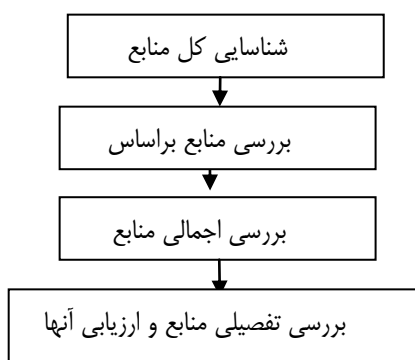 شناسایی کل منابع
بررسی منابع براساس
بررسی اجمالی منابع
بررسی تفصیلی منابع و ارزیابی آنها